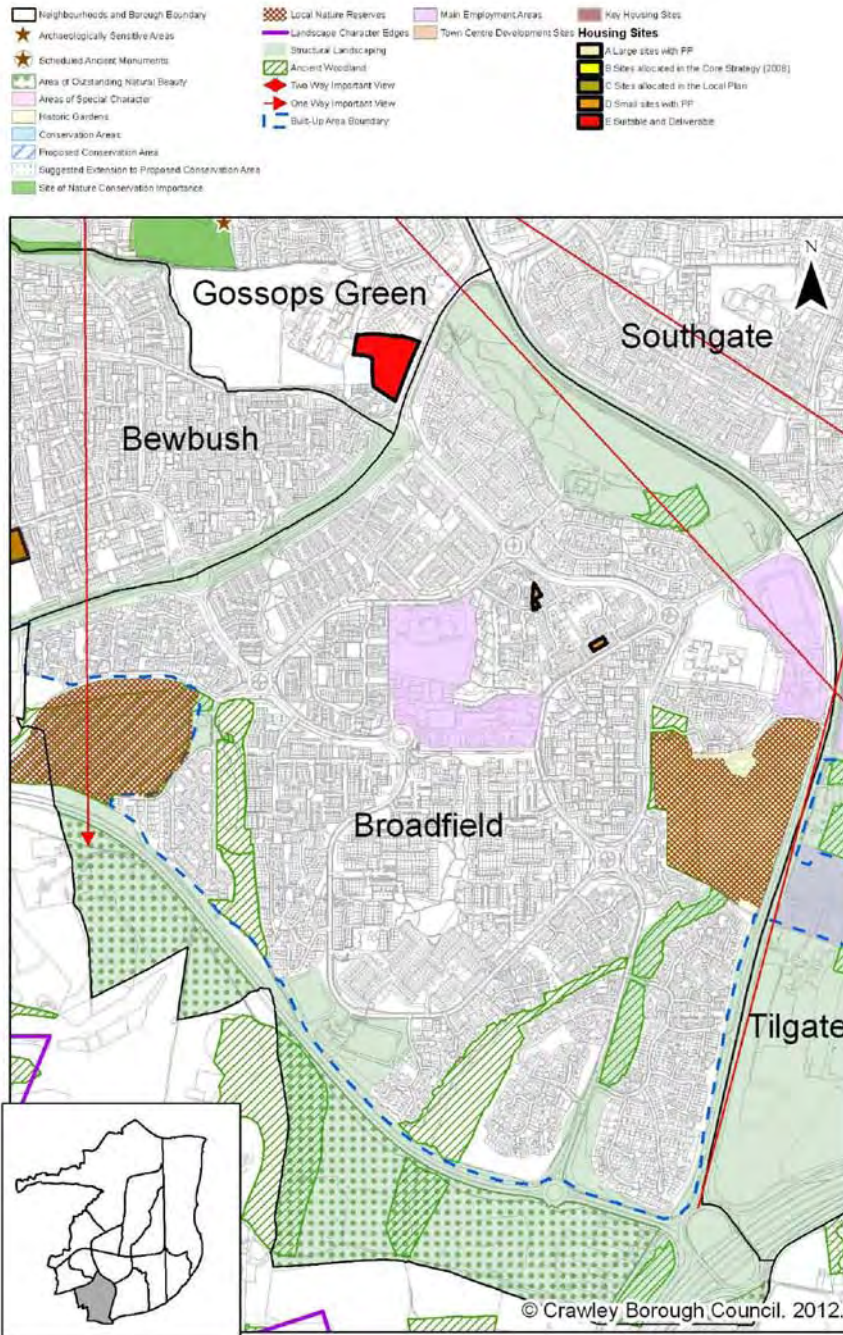 Neighbourhoods and Borough Boundary
Archaeologically Sensitive Areas
Scheduled Ancient Monuments
Area of Outstanding Natural Beauty
Areas of Special Character
Historic Gardens
Conservation Areas
Proposed Conservation Area
Suggested Extension to Proposed Conservation Area
Site of Nature Conservation Importance
Local Nature Reserves
Landscape Character Edges
Structural Landscaping
Ancient Woodland
Two Way Important View
One Way Important View
Built-Up Area Boundary
Main Employment Areas
Town Centre Development Sites
Key Housing Sites
Housing Sites
A Large sites with PP
B Sites allocated in the Core Strategy (2008)
C Sites allocated in the Local Plan
D Small sites with PP
E Suitable and Deliverable
N
Gossops Green
Southgate
Bewbush
Broadfield
Tilgate
© Crawley Borough Council. 2012.